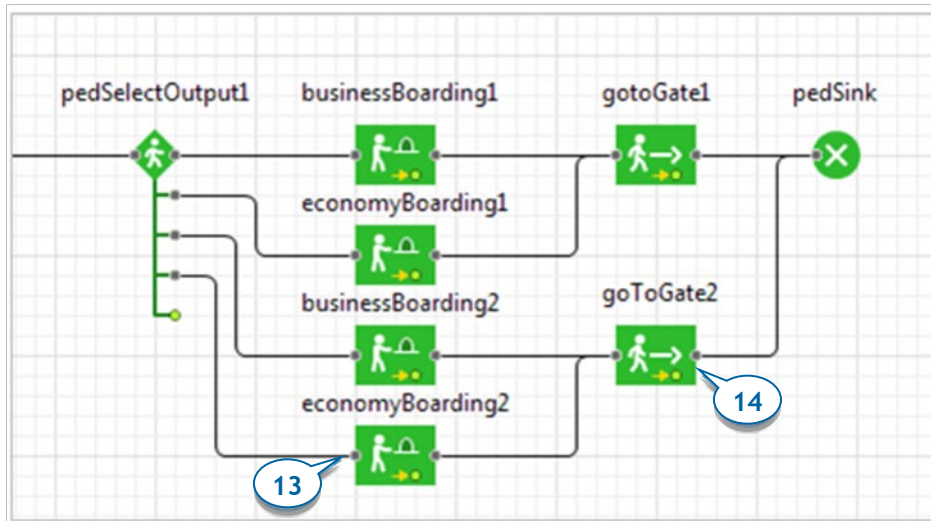 pedSelectOutput1
businessBoarding1
gotoGate1
pedSink
economyBoarding1
businessBoarding2
goToGate2
14
economyBoarding2
13